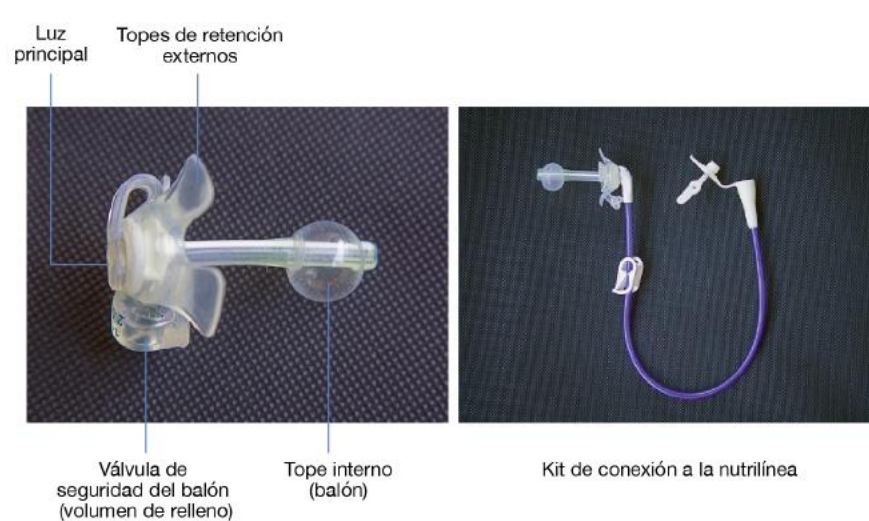 Luz
principal
Topes de retención
externos
Válvula de
seguridad del balón
(volumen de relleno)
Tope interno
(balón)
Kit de conexión a la nutrilínea